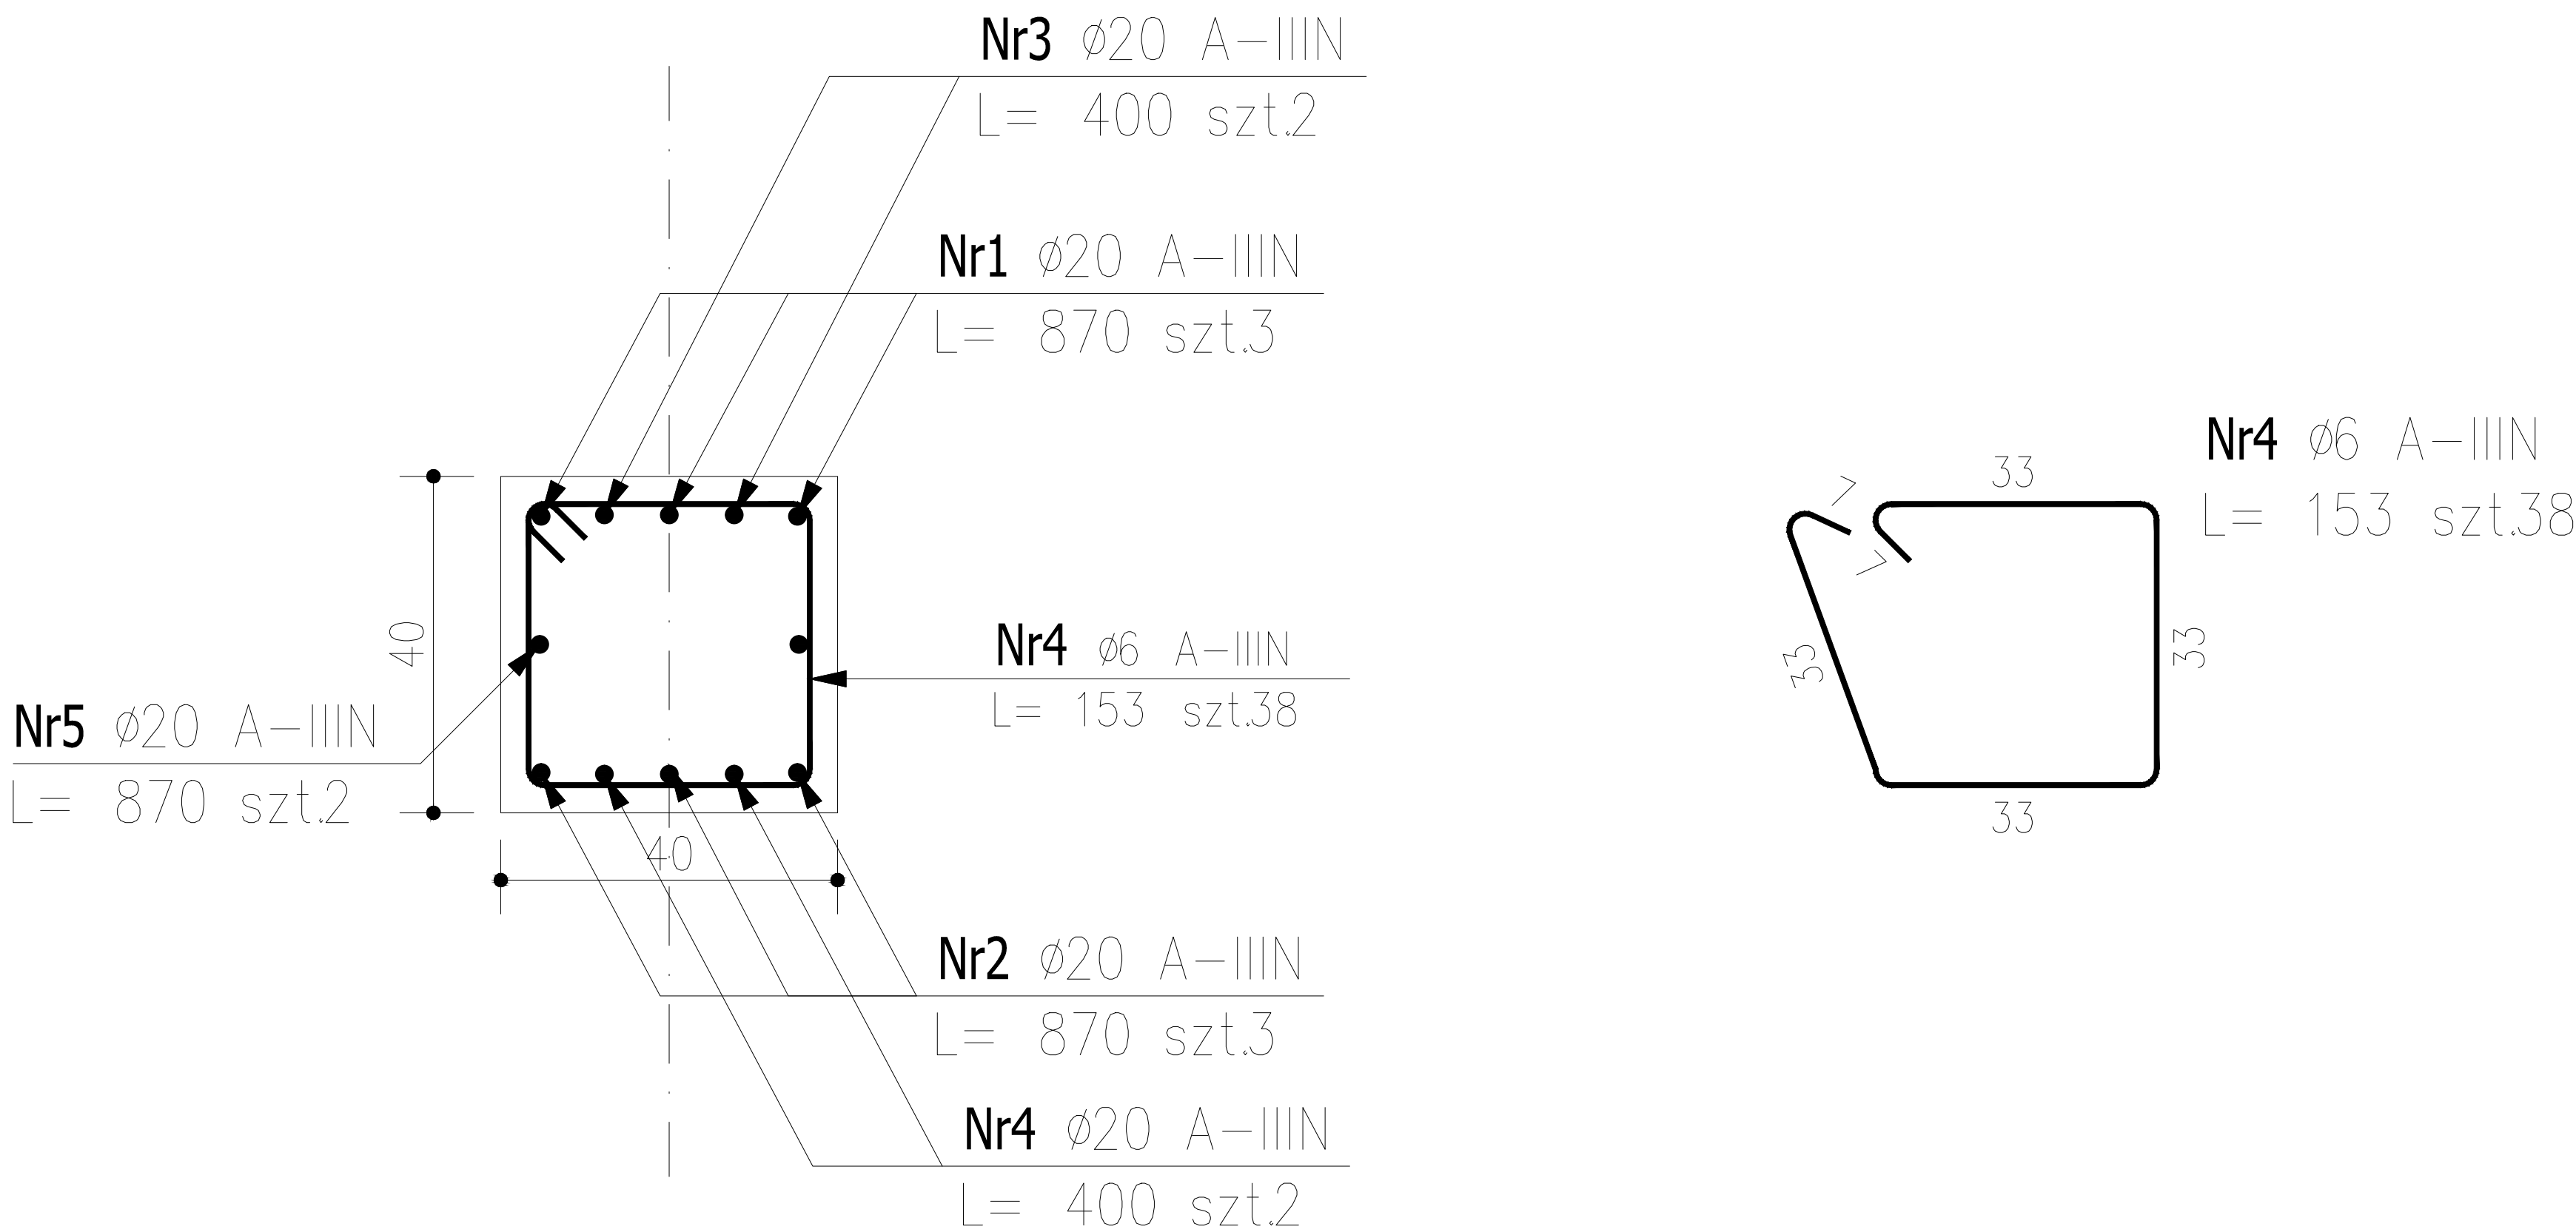 Nr3 ø20 A-IIIN
L= 400 szt.2
Nr1 ø20 A-IIIN
L= 870 szt.3
Nr4 ø6 A-IIIN
L= 153 szt.38
33
7
7
33
33
33
40
Nr4 ø6 A-IIIN
L= 153 szt.38
Nr5 ø20 A-IIIN
L= 870 szt.2
40
Nr2 ø20 A-IIIN
L= 870 szt.3
Nr4 ø20 A-IIIN
L= 400 szt.2